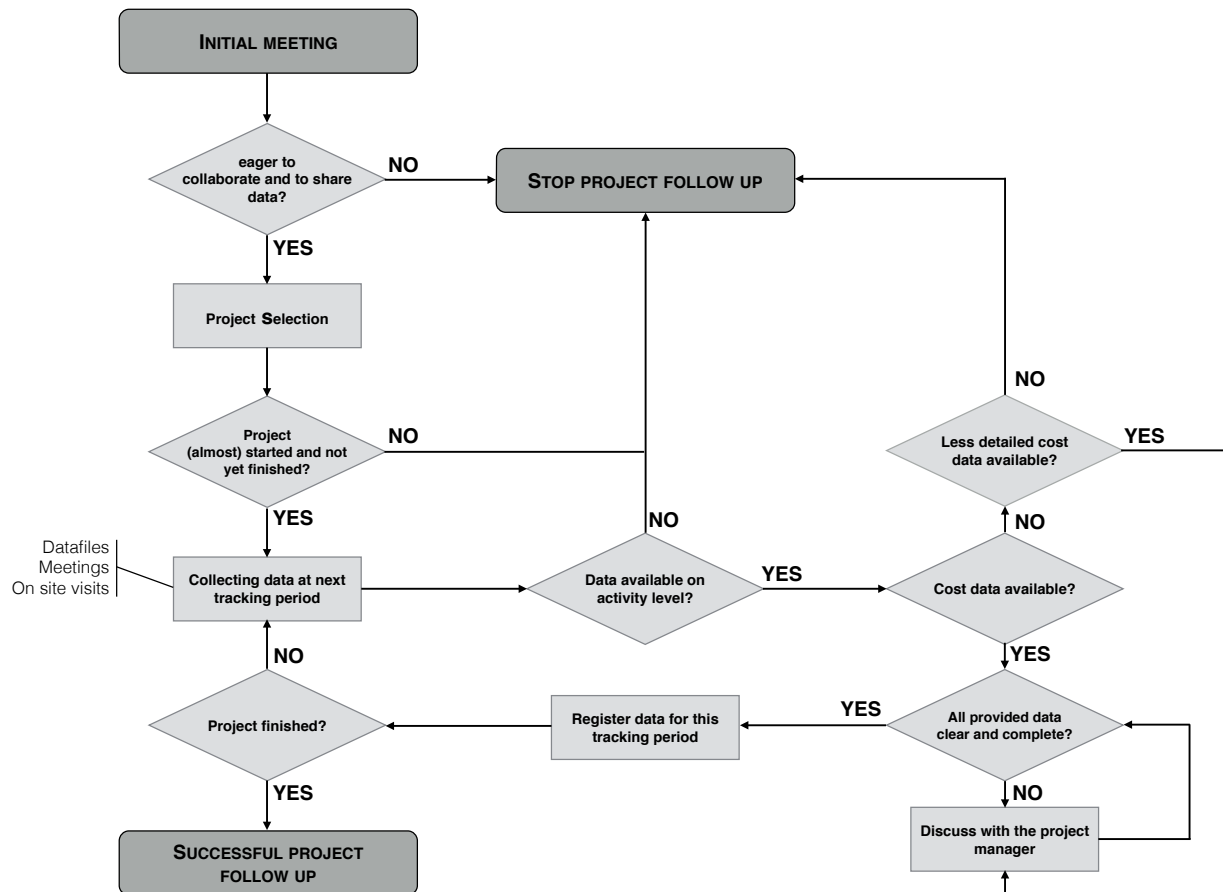 INITIAL MEETING
eager to
collaborate and to share
data?
NO
STOP PROJECT FOLLOW UP
YES
Project Selection
NO
Project
(almost) started and not
yet finished?
NO
Less detailed cost
data available?
YES
YES
NO
NO
Datafiles
Meetings
On site visits
Collecting data at next
tracking period
Data available on
activity level?
YES
Cost data available?
NO
YES
Project finished?
Register data for this
tracking period
YES
All provided data
clear and complete?
YES
NO
SUCCESSFUL PROJECT
FOLLOW UP
Discuss with the project
manager